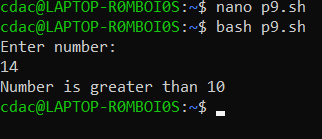 cdac@LAPTOP-R0MBOI0S:~$ nano p9.sh
cdac@LAPTOP-R0MBOI0S:~$ bash p9.sh
Enter number:
14
Number is greater than 10
cdac@LAPTOP-R0MBOI0S:~$